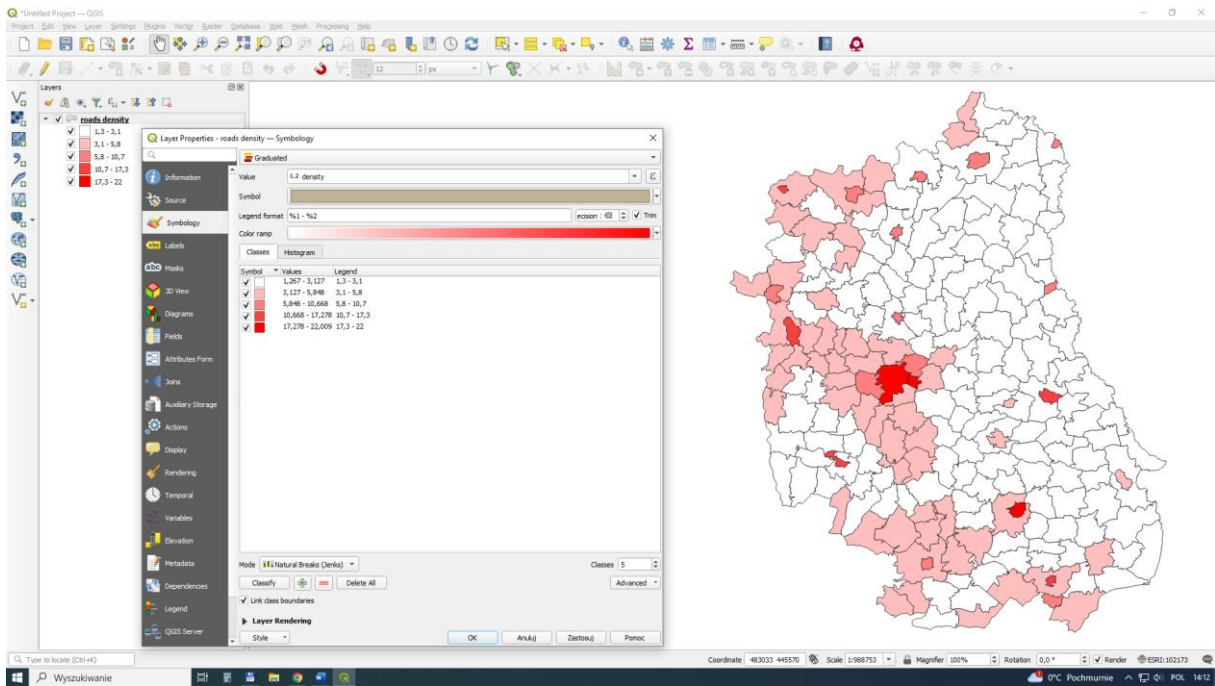 *Untitled Project — QGIS
Project Edit View Layer Settings Plugins Vector Raster Database Web Mesh Processing Help
12 px
Layers
roads density
1,3 - 3,1
3,1 - 5,8
5,8 - 10,7
10,7 - 17,3
17,3 - 22
Layer Properties - roads density — Symbology
Information
Source
Symbology
abc Labels
abc Masks
3D View
Diagrams
Fields
Attributes Form
Joins
Auxiliary Storage
Actions
Display
Rendering
Temporal
Variables
Elevation
Metadata
Dependencies
Legend
QGIS Server
Graduated
Value 1.2 density
Symbol
Legend format %1 - %2 ecision : Trim
Color ramp
Classes Histogram
Symbol Values Legend
1,267 - 3,127 1,3 - 3,1
3,127 - 5,848 3,1 - 5,8
5,848 - 10,668 5,8 - 10,7
10,668 - 17,278 10,7 - 17,3
17,278 - 22,009 17,3 - 22
Mode Natural Breaks (Jenks) Classes 5
Classify Delete All Advanced
Link class boundaries
Layer Rendering
Style OK Anuluj Zastosuj Pomoc
Type to locate (Ctrl+K) Coordinate 483033 445570 Scale 1:988753 Magnifier 100% Rotation 0,0 ° Render ESRI:102173
Wyszukiwanie 0°C Pochmurnie POL 14:12